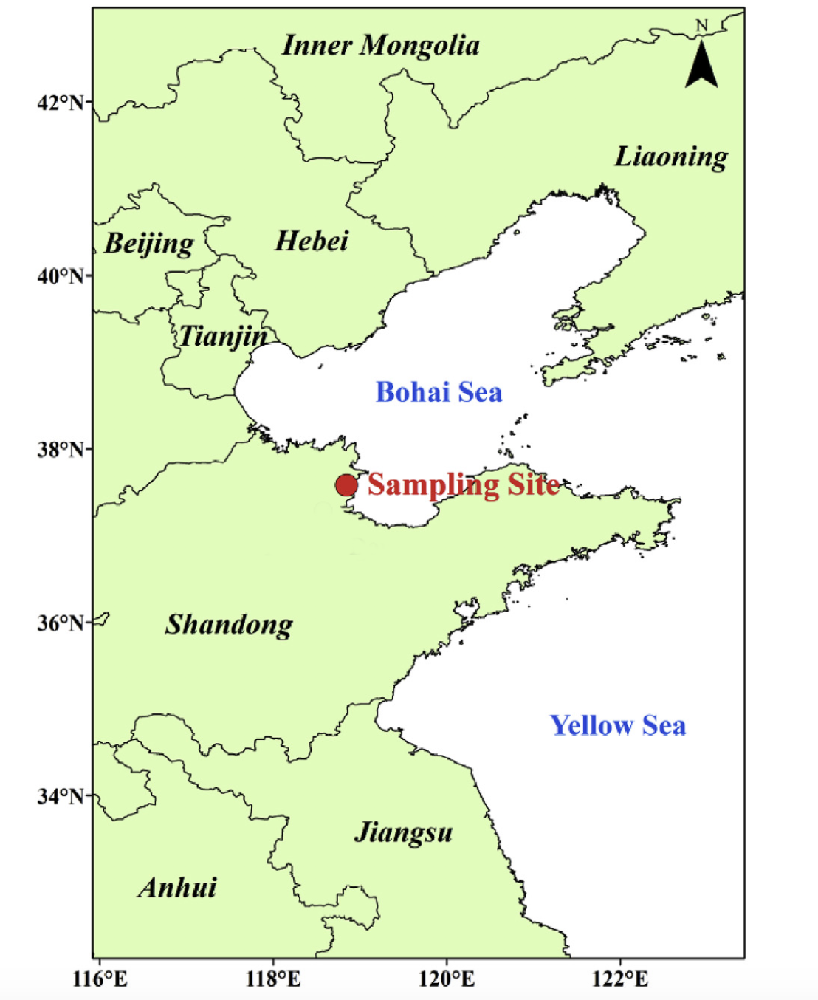 N
Inner Mongolia
42°N
Liaoning
Beijing
Hebei
40°N
Tianjin
Bohai Sea
38°N
Sampling Site
36°N
Shandong
Yellow Sea
34°N
Jiangsu
Anhui
116°E 118°E 120°E 122°E